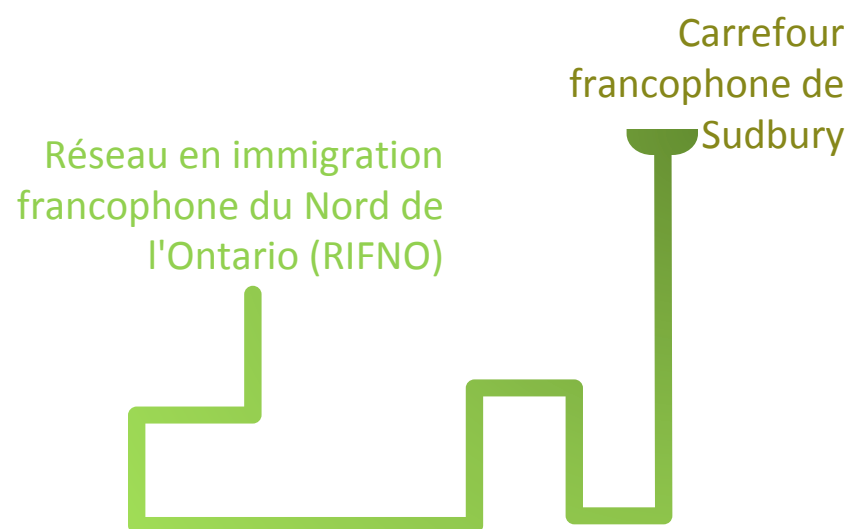 Carrefour
francophone de
Sudbury
Réseau en immigration
francophone du Nord de
l'Ontario (RIFNO)